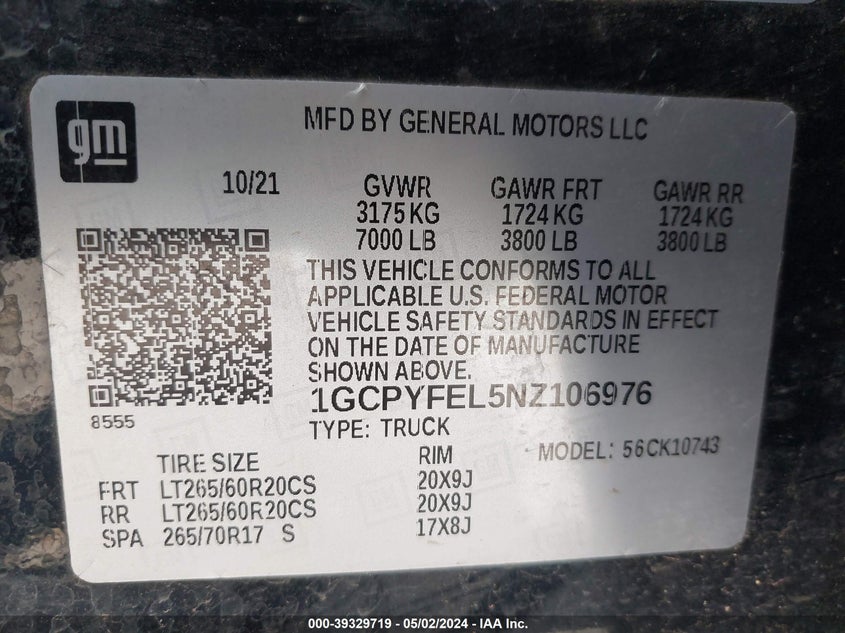 gm
MFD BY GENERAL MOTORS LLC
10/21 GVWR GAWR FRT GAWR RR
3175 KG 1724 KG 1724 KG
7000 LB 3800 LB 3800 LB
THIS VEHICLE CONFORMS TO ALL
APPLICABLE U.S. FEDERAL MOTOR
VEHICLE SAFETY STANDARDS IN EFFECT
ON THE DATE OF MANUFACTURE
SHOWN ABOVE.
1GCPYFEL5NZ106976
8555
TYPE: TRUCK
MODEL: 56CK10743
TIRE SIZE RIM
FRT LT265/60R20CS 20X9J
RR LT265/60R20CS 20X9J
SPA 265/70R17 S 17X8J
000-39329719 - 05/02/2024 - IAA Inc.